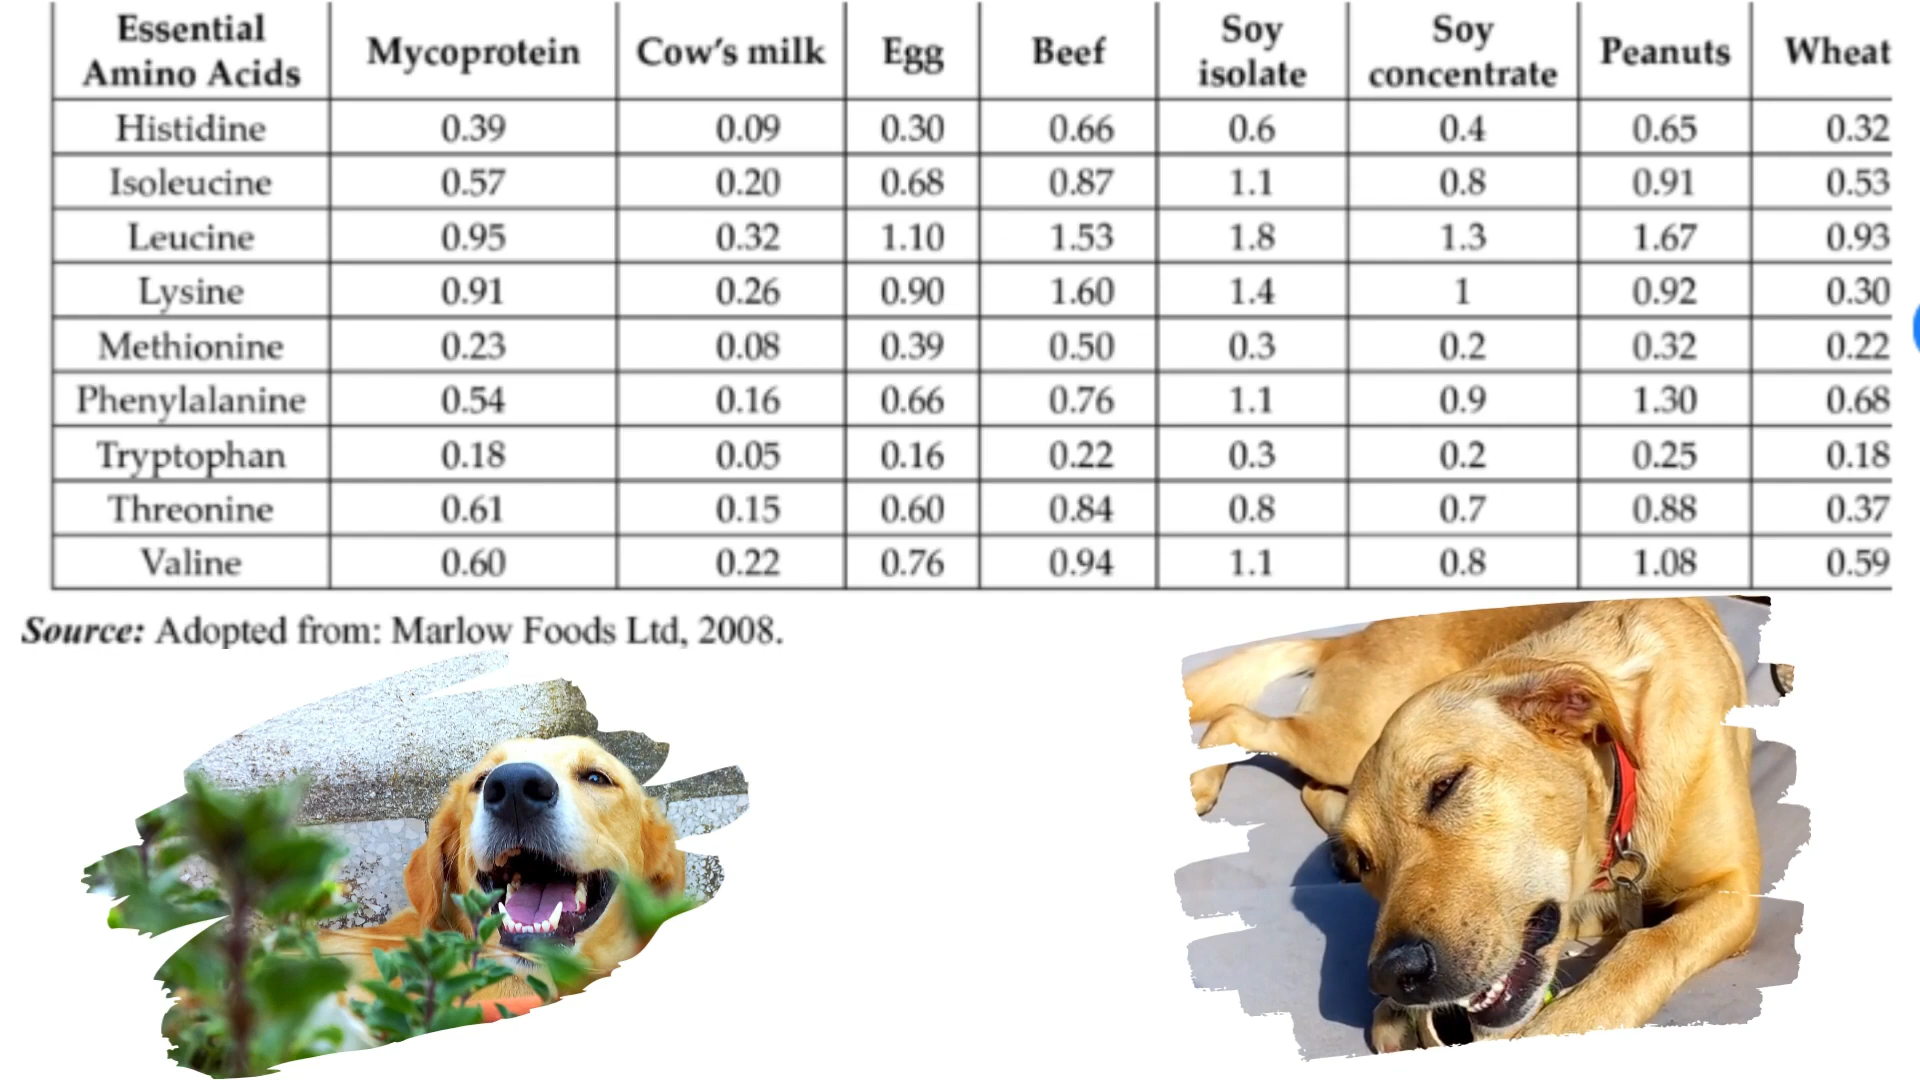 Essential Amino Acids Mycoprotein Cow's milk Egg Beef Soy isolate Soy concentrate Peanuts Wheat
Histidine 0.39 0.09 0.30 0.66 0.6 0.4 0.65 0.32
Isoleucine 0.57 0.20 0.68 0.87 1.1 0.8 0.91 0.53
Leucine 0.95 0.32 1.10 1.53 1.8 1.3 1.67 0.93
Lysine 0.91 0.26 0.90 1.60 1.4 1 0.92 0.30
Methionine 0.23 0.08 0.39 0.50 0.3 0.2 0.32 0.22
Phenylalanine 0.54 0.16 0.66 0.76 1.1 0.9 1.30 0.68
Tryptophan 0.18 0.05 0.16 0.22 0.3 0.2 0.25 0.18
Threonine 0.61 0.15 0.60 0.84 0.8 0.7 0.88 0.37
Valine 0.60 0.22 0.76 0.94 1.1 0.8 1.08 0.59
Source: Adopted from: Marlow Foods Ltd, 2008.